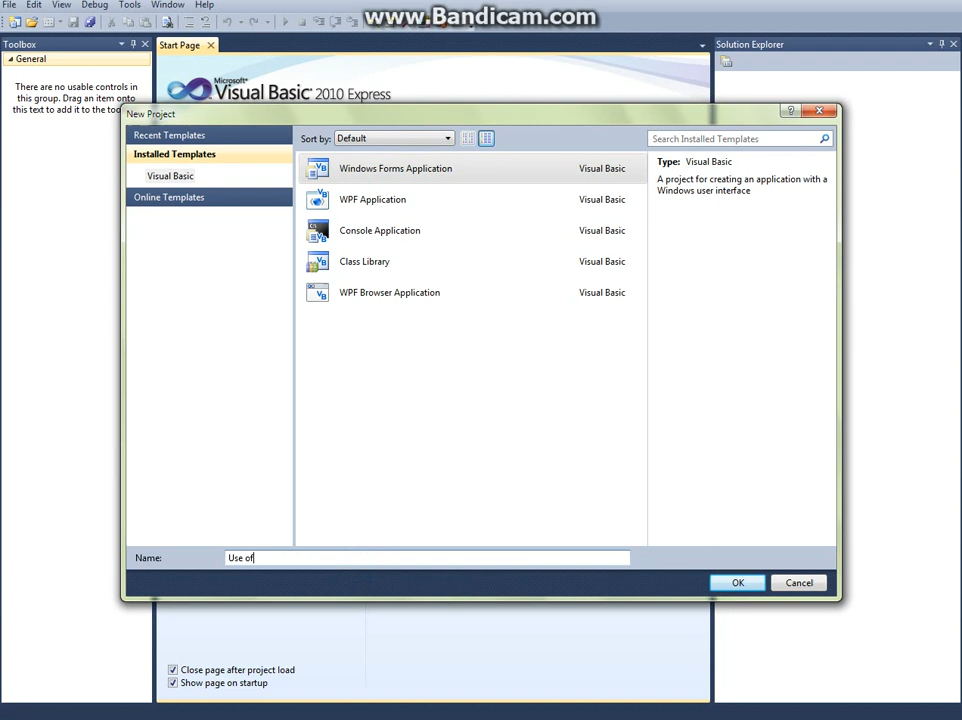 www.Bandicam.com
File Edit View Debug Tools Window Help
Toolbox
General
There are no usable controls in
this group. Drag an item onto
this text to add it to the too
Start Page
Solution Explorer
Microsoft®
Visual Basic® 2010 Express
New Project
Recent Templates
Installed Templates
Visual Basic
Online Templates
Sort by: Default
Search Installed Templates
Windows Forms Application Visual Basic
WPF Application Visual Basic
Console Application Visual Basic
Class Library Visual Basic
WPF Browser Application Visual Basic
Type: Visual Basic
A project for creating an application with a
Windows user interface
Name: Use of
OK Cancel
Close page after project load
Show page on startup